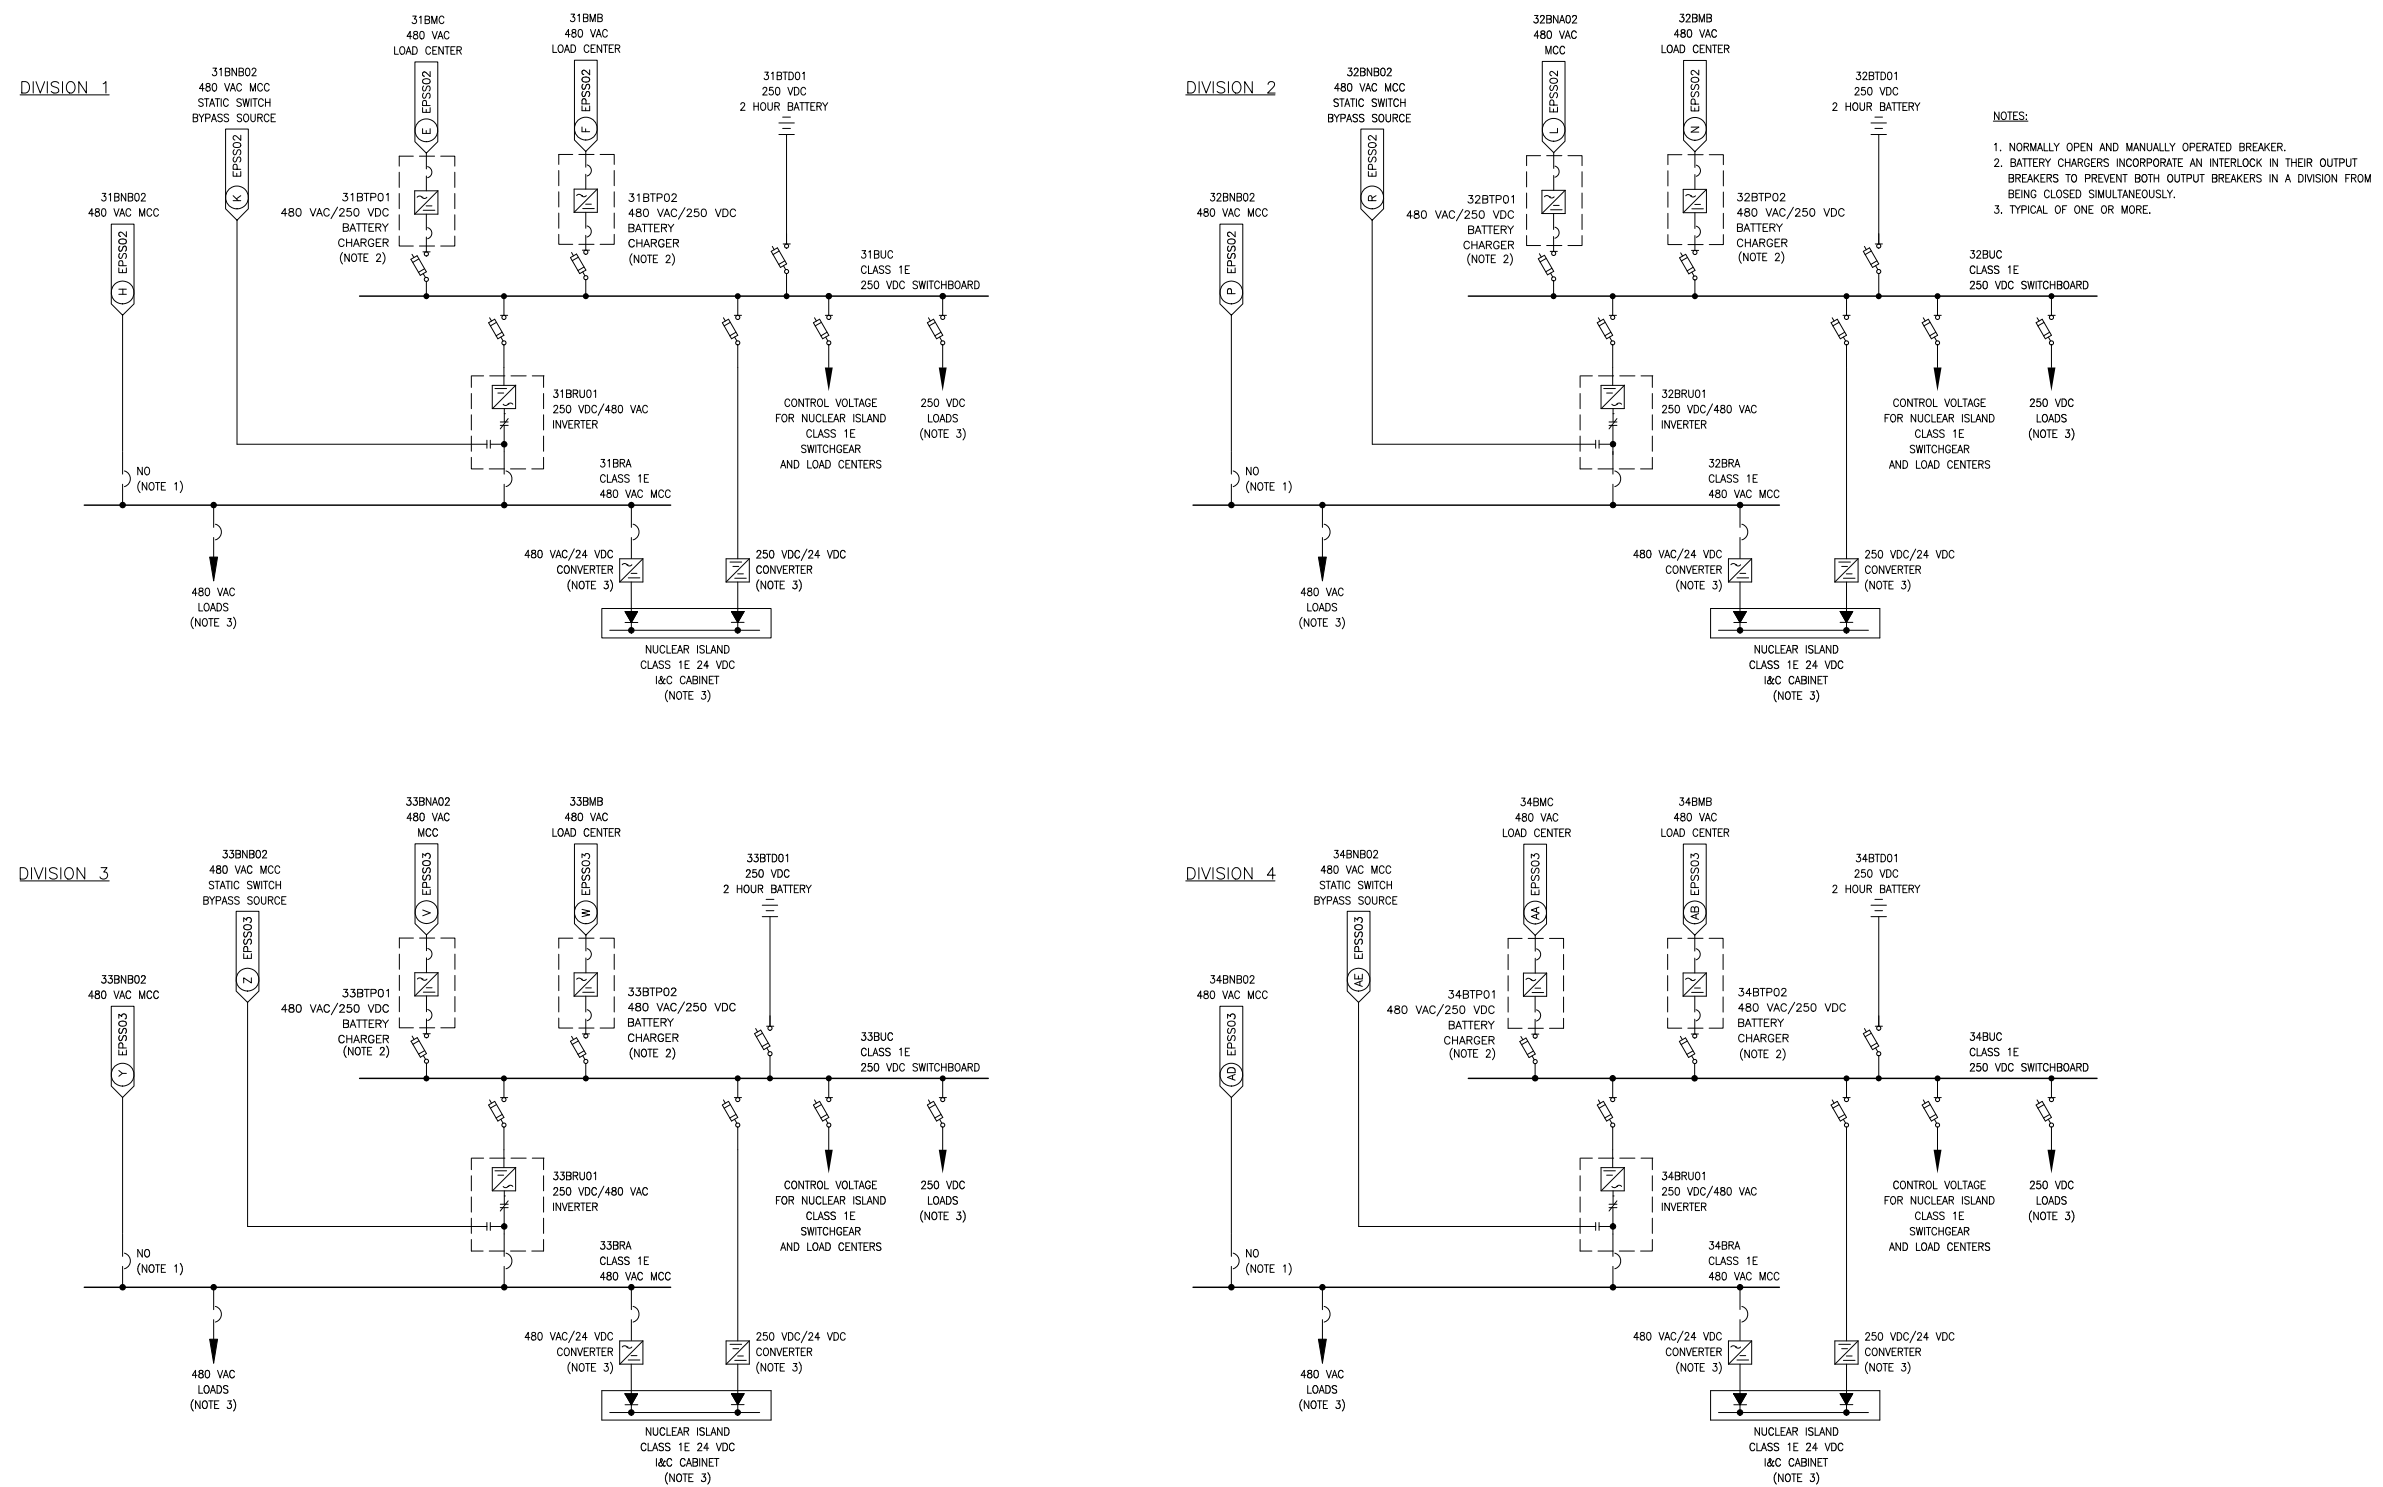 DIVISION 1
31BNB02
480 VAC MCC
H EPSS02
31BNB02
480 VAC MCC
STATIC SWITCH
BYPASS SOURCE
K EPSS02
31BMC
480 VAC
LOAD CENTER
E EPSS02
31BMB
480 VAC
LOAD CENTER
F EPSS02
31BTD01
250 VDC
2 HOUR BATTERY
31BTP01
480 VAC/250 VDC
BATTERY
CHARGER
(NOTE 2)
31BTP02
480 VAC/250 VDC
BATTERY
CHARGER
(NOTE 2)
31BUC
CLASS 1E
250 VDC SWITCHBOARD
31BRU01
250 VDC/480 VAC
INVERTER
CONTROL VOLTAGE
FOR NUCLEAR ISLAND
CLASS 1E
SWITCHGEAR
AND LOAD CENTERS
250 VDC
LOADS
(NOTE 3)
NO
(NOTE 1)
31BRA
CLASS 1E
480 VAC MCC
480 VAC
LOADS
(NOTE 3)
480 VAC/24 VDC
CONVERTER
(NOTE 3)
250 VDC/24 VDC
CONVERTER
(NOTE 3)
NUCLEAR ISLAND
CLASS 1E 24 VDC
I&C CABINET
(NOTE 3)
DIVISION 2
32BNB02
480 VAC MCC
P EPSS02
32BNB02
480 VAC MCC
STATIC SWITCH
BYPASS SOURCE
R EPSS02
32BNA02
480 VAC
MCC
L EPSS02
32BMB
480 VAC
LOAD CENTER
N EPSS02
32BTD01
250 VDC
2 HOUR BATTERY
32BTP01
480 VAC/250 VDC
BATTERY
CHARGER
(NOTE 2)
32BTP02
480 VAC/250 VDC
BATTERY
CHARGER
(NOTE 2)
32BUC
CLASS 1E
250 VDC SWITCHBOARD
32BRU01
250 VDC/480 VAC
INVERTER
CONTROL VOLTAGE
FOR NUCLEAR ISLAND
CLASS 1E
SWITCHGEAR
AND LOAD CENTERS
250 VDC
LOADS
(NOTE 3)
NO
(NOTE 1)
32BRA
CLASS 1E
480 VAC MCC
480 VAC
LOADS
(NOTE 3)
480 VAC/24 VDC
CONVERTER
(NOTE 3)
250 VDC/24 VDC
CONVERTER
(NOTE 3)
NUCLEAR ISLAND
CLASS 1E 24 VDC
I&C CABINET
(NOTE 3)
NOTES:
1. NORMALLY OPEN AND MANUALLY OPERATED BREAKER.
2. BATTERY CHARGERS INCORPORATE AN INTERLOCK IN THEIR OUTPUT
BREAKERS TO PREVENT BOTH OUTPUT BREAKERS IN A DIVISION FROM
BEING CLOSED SIMULTANEOUSLY.
3. TYPICAL OF ONE OR MORE.
DIVISION 3
33BNB02
480 VAC MCC
Y EPSS03
33BNB02
480 VAC MCC
STATIC SWITCH
BYPASS SOURCE
Z EPSS03
33BNA02
480 VAC
MCC
V EPSS03
33BMB
480 VAC
LOAD CENTER
W EPSS03
33BTD01
250 VDC
2 HOUR BATTERY
33BTP01
480 VAC/250 VDC
BATTERY
CHARGER
(NOTE 2)
33BTP02
480 VAC/250 VDC
BATTERY
CHARGER
(NOTE 2)
33BUC
CLASS 1E
250 VDC SWITCHBOARD
33BRU01
250 VDC/480 VAC
INVERTER
CONTROL VOLTAGE
FOR NUCLEAR ISLAND
CLASS 1E
SWITCHGEAR
AND LOAD CENTERS
250 VDC
LOADS
(NOTE 3)
NO
(NOTE 1)
33BRA
CLASS 1E
480 VAC MCC
480 VAC
LOADS
(NOTE 3)
480 VAC/24 VDC
CONVERTER
(NOTE 3)
250 VDC/24 VDC
CONVERTER
(NOTE 3)
NUCLEAR ISLAND
CLASS 1E 24 VDC
I&C CABINET
(NOTE 3)
DIVISION 4
34BNB02
480 VAC MCC
AD EPSS03
34BNB02
480 VAC MCC
STATIC SWITCH
BYPASS SOURCE
AE EPSS03
34BMC
480 VAC
LOAD CENTER
AA EPSS03
34BMB
480 VAC
LOAD CENTER
AB EPSS03
34BTD01
250 VDC
2 HOUR BATTERY
34BTP01
480 VAC/250 VDC
BATTERY
CHARGER
(NOTE 2)
34BTP02
480 VAC/250 VDC
BATTERY
CHARGER
(NOTE 2)
34BUC
CLASS 1E
250 VDC SWITCHBOARD
34BRU01
250 VDC/480 VAC
INVERTER
CONTROL VOLTAGE
FOR NUCLEAR ISLAND
CLASS 1E
SWITCHGEAR
AND LOAD CENTERS
250 VDC
LOADS
(NOTE 3)
NO
(NOTE 1)
34BRA
CLASS 1E
480 VAC MCC
480 VAC
LOADS
(NOTE 3)
480 VAC/24 VDC
CONVERTER
(NOTE 3)
250 VDC/24 VDC
CONVERTER
(NOTE 3)
NUCLEAR ISLAND
CLASS 1E 24 VDC
I&C CABINET
(NOTE 3)